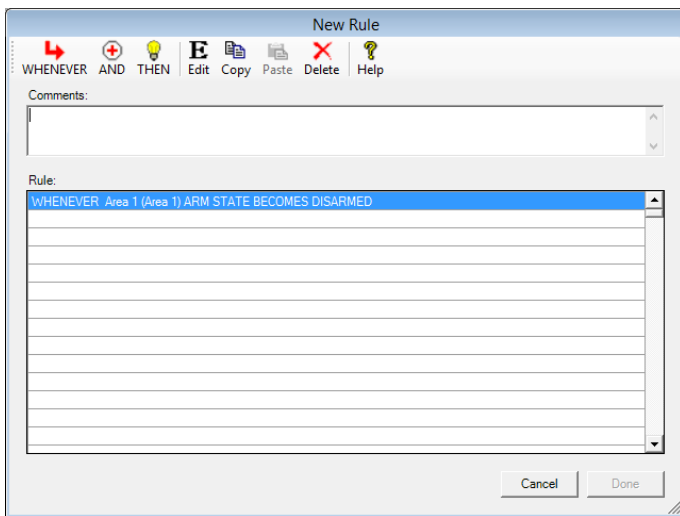 New Rule
WHENEVER AND THEN E Edit Copy Paste Delete ? Help
Comments:
Rule:
WHENEVER Area 1 (Area 1) ARM STATE BECOMES DISARMED
Cancel Done